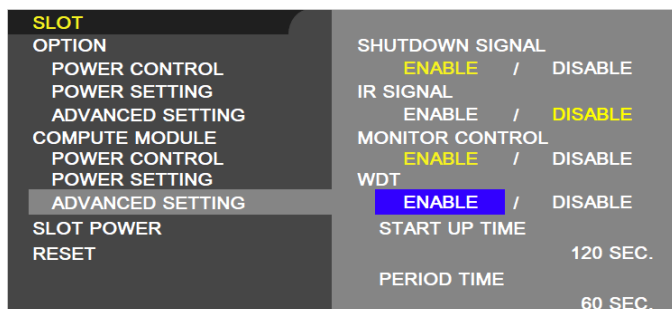 SLOT
OPTION
POWER CONTROL
POWER SETTING
ADVANCED SETTING
COMPUTE MODULE
POWER CONTROL
POWER SETTING
ADVANCED SETTING
SLOT POWER
RESET
SHUTDOWN SIGNAL
ENABLE / DISABLE
IR SIGNAL
ENABLE / DISABLE
MONITOR CONTROL
ENABLE / DISABLE
WDT
ENABLE / DISABLE
START UP TIME
120 SEC.
PERIOD TIME
60 SEC.